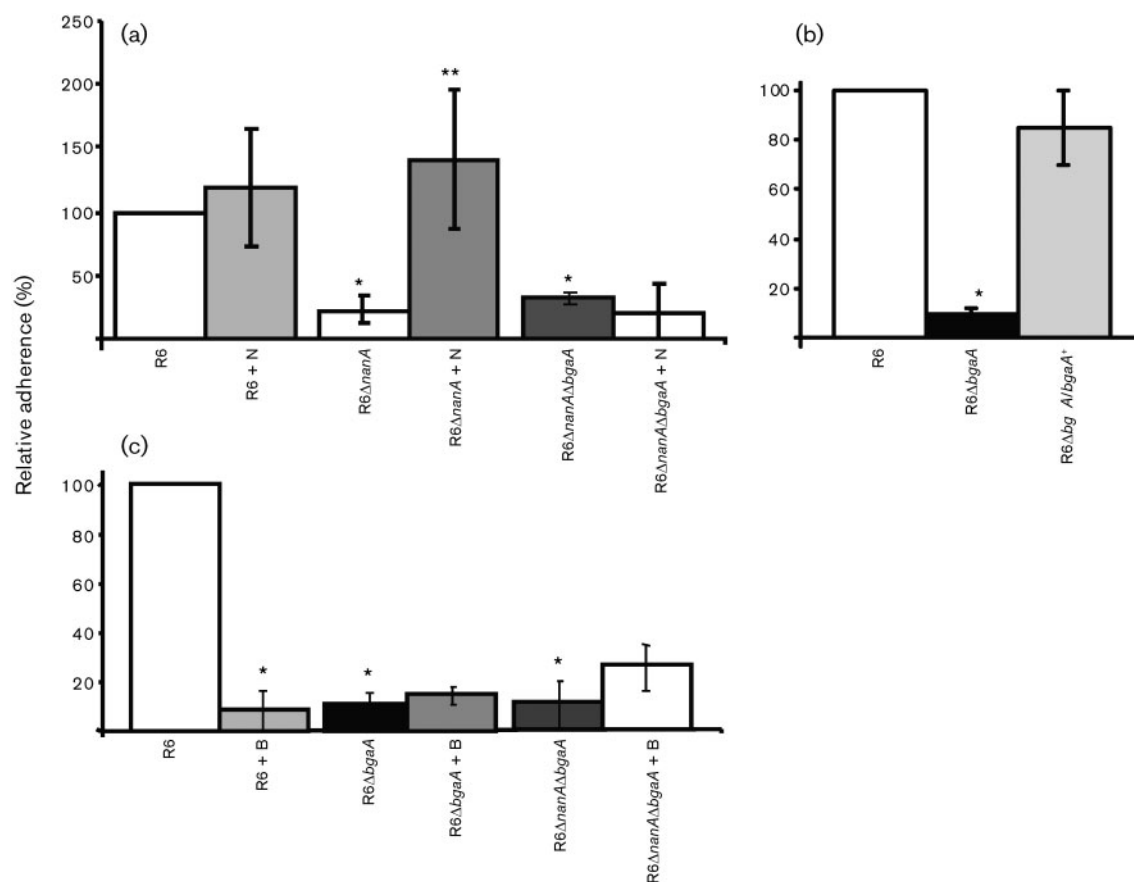 (a)
250
200
150
100
50
**
*
*
R6
R6 + N
R6ΔnanA
R6ΔnanA + N
R6ΔnanAΔbgaA
R6ΔnanAΔbgaA + N
(b)
100
80
60
40
20
*
R6
R6ΔbgaA
R6Δbg A/bgaA⁺
Relative adherence (%)
(c)
100
80
60
40
20
*
*
*
R6
R6 + B
R6ΔbgaA
R6ΔbgaA + B
R6ΔnanAΔbgaA
R6ΔnanAΔbgaA + B